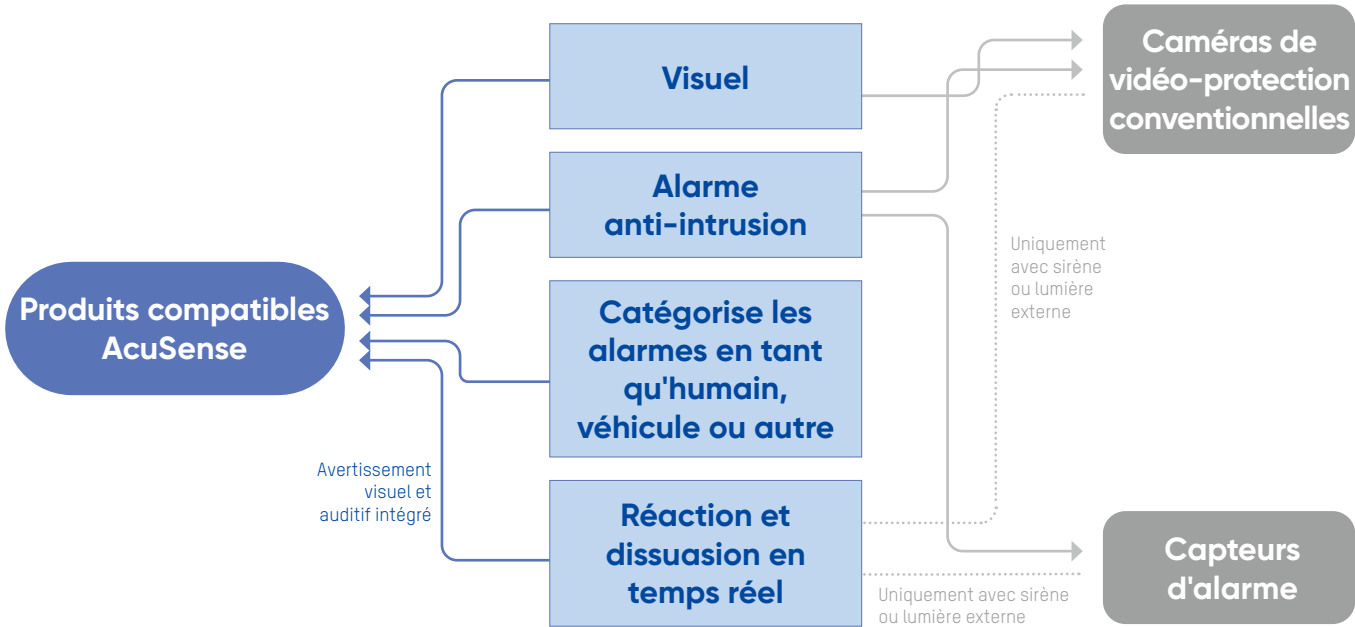 Visuel
Caméras de
vidéo-protection
conventionnelles
Alarme
anti-intrusion
Uniquement
avec sirène
ou lumière
externe
Produits compatibles
AcuSense
Catégorise les
alarmes en tant
qu'humain,
véhicule ou autre
Avertissement
visuel et
auditif intégré
Réaction et
dissuasion en
temps réel
Capteurs
d'alarme
Uniquement avec sirène
ou lumière externe